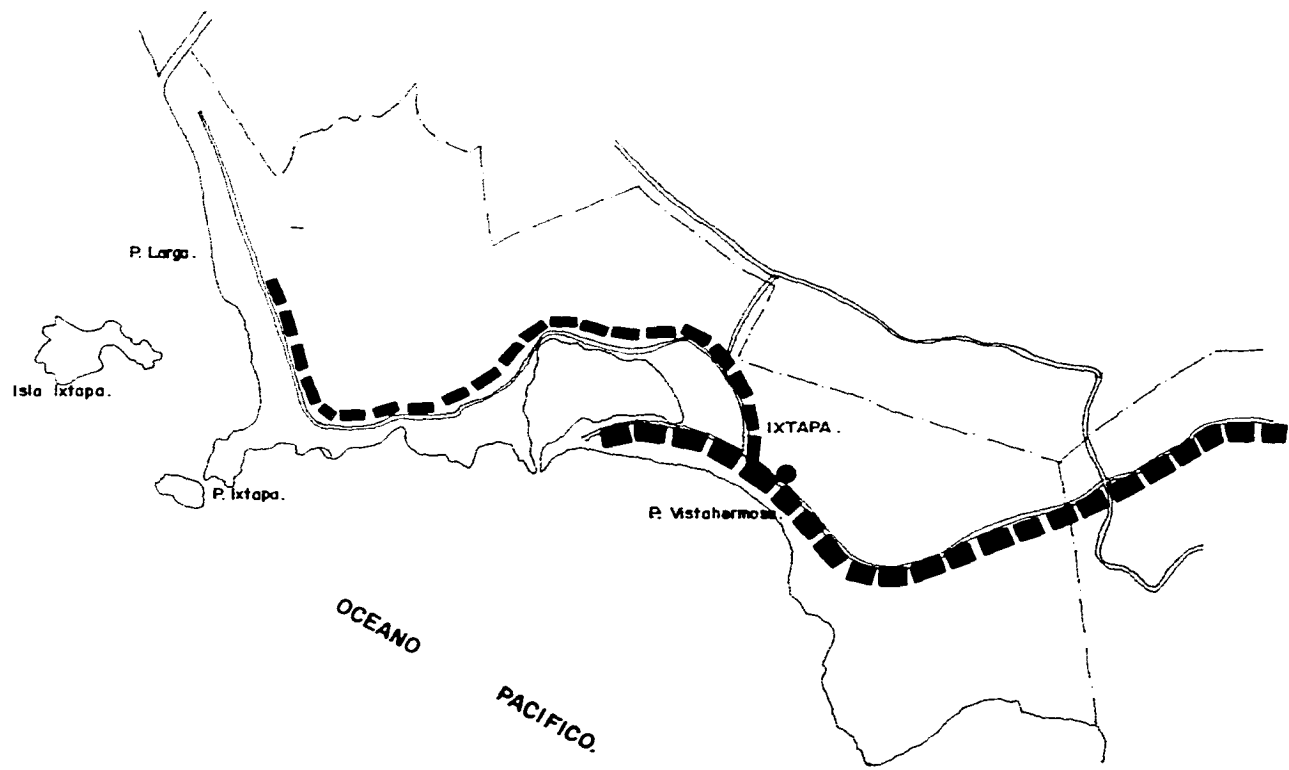 P. Larga.
Isla Ixtapa.
IXTAPA.
P. Ixtapa.
P. Vistahermosa.
OCEANO
PACIFICO.